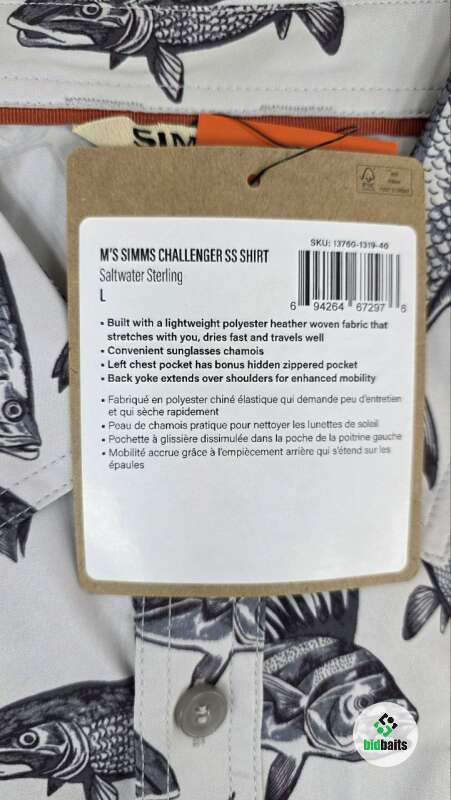 SIM
FSC
SKU: 13760-1319-40
M'S SIMMS CHALLENGER SS SHIRT
Saltwater Sterling
L
6 94264 67297 6
• Built with a lightweight polyester heather woven fabric that
stretches with you, dries fast and travels well
• Convenient sunglasses chamois
• Left chest pocket has bonus hidden zippered pocket
• Back yoke extends over shoulders for enhanced mobility
• Fabriqué en polyester chiné élastique qui demande peu d'entretien
et qui sèche rapidement
• Peau de chamois pratique pour nettoyer les lunettes de soleil
• Pochette à glissière dissimulée dans la poche de la poitrine gauche
• Mobilité accrue grâce à l'empiècement arrière qui s'étend sur les
épaules
bidbaits